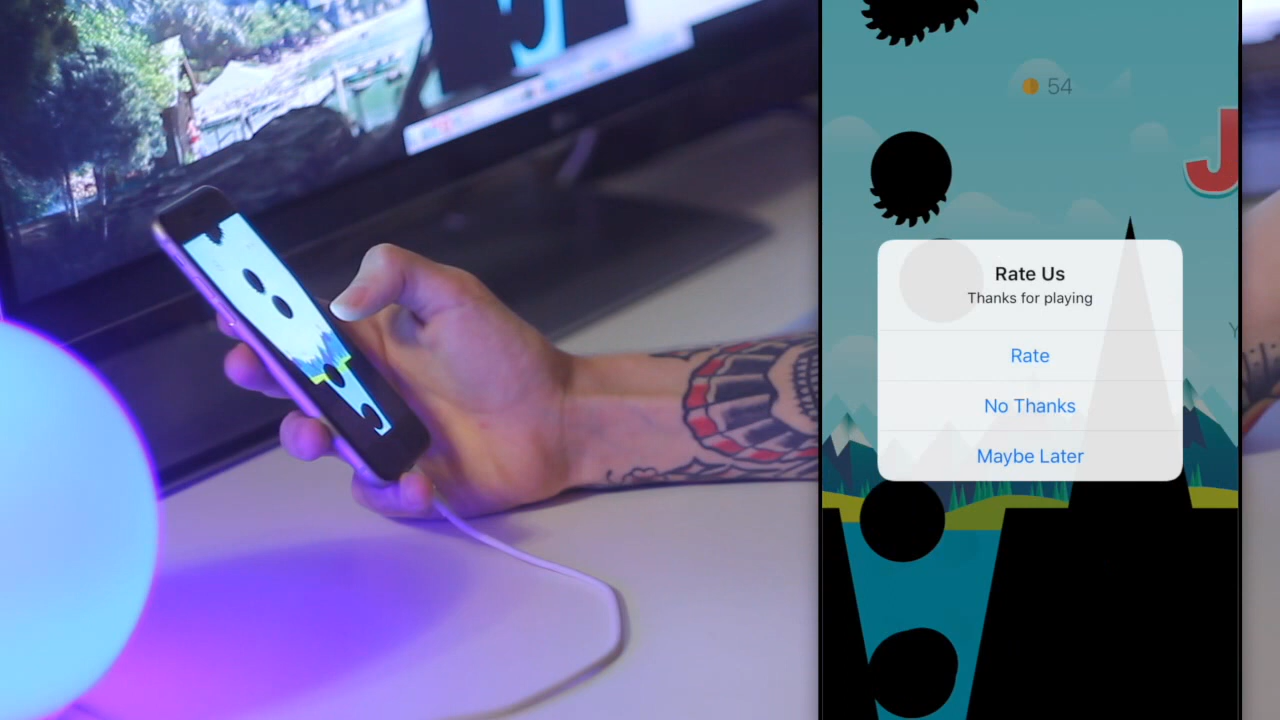 54
J
Rate Us
Thanks for playing
Y
Rate
No Thanks
Maybe Later